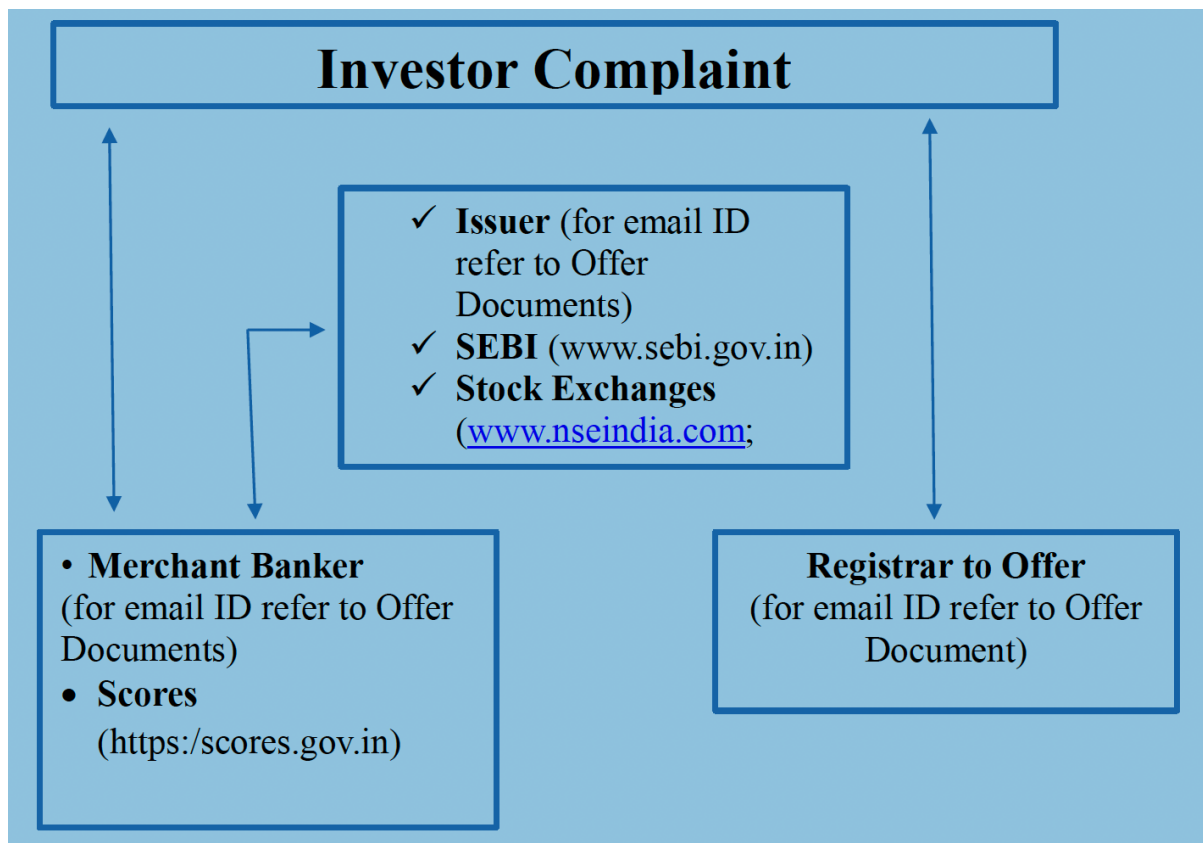 Investor Complaint
✓ Issuer (for email ID
refer to Offer
Documents)
✓ SEBI (www.sebi.gov.in)
✓ Stock Exchanges
(www.nseindia.com;
• Merchant Banker
(for email ID refer to Offer
Documents)
• Scores
(https:/scores.gov.in)
Registrar to Offer
(for email ID refer to Offer
Document)